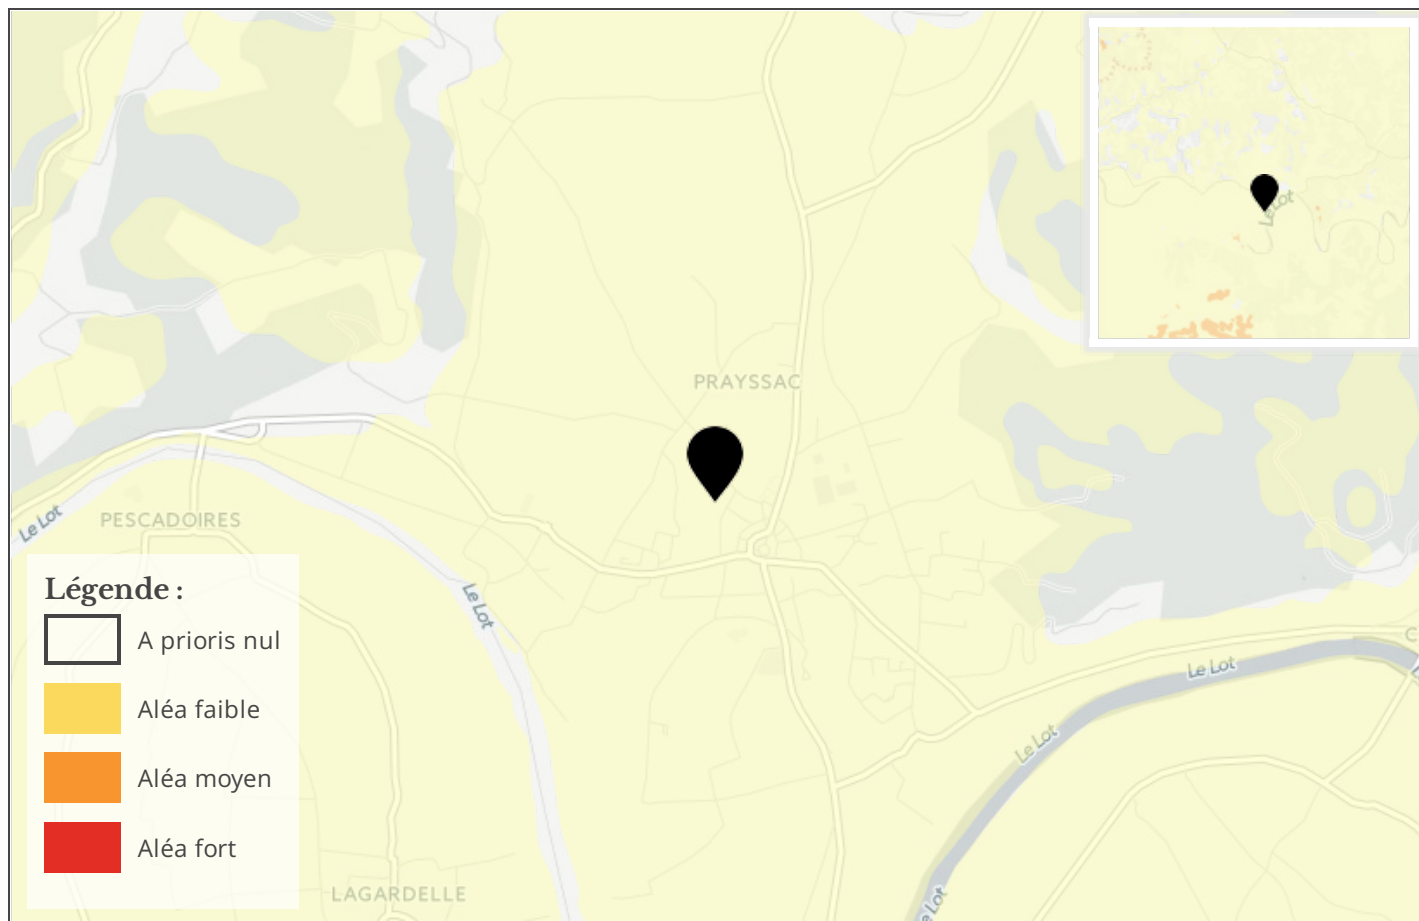 Le Lot
PRAYSSAC
PESCADOIRES
Le Lot
Le Lot
Légende :
A prioris nul
Aléa faible
Aléa moyen
Aléa fort
Le Lot
Le Lot
LAGARDELLE
Le Lot